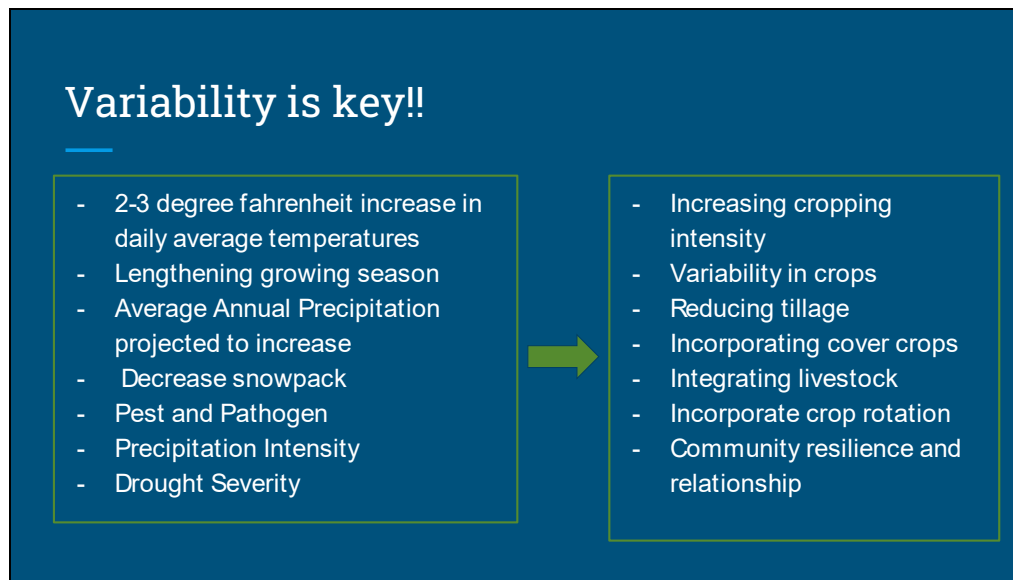 Variability is key!!
- 2-3 degree fahrenheit increase in
daily average temperatures
- Lengthening growing season
- Average Annual Precipitation
projected to increase
- Decrease snowpack
- Pest and Pathogen
- Precipitation Intensity
- Drought Severity
- Increasing cropping
intensity
- Variability in crops
- Reducing tillage
- Incorporating cover crops
- Integrating livestock
- Incorporate crop rotation
- Community resilience and
relationship